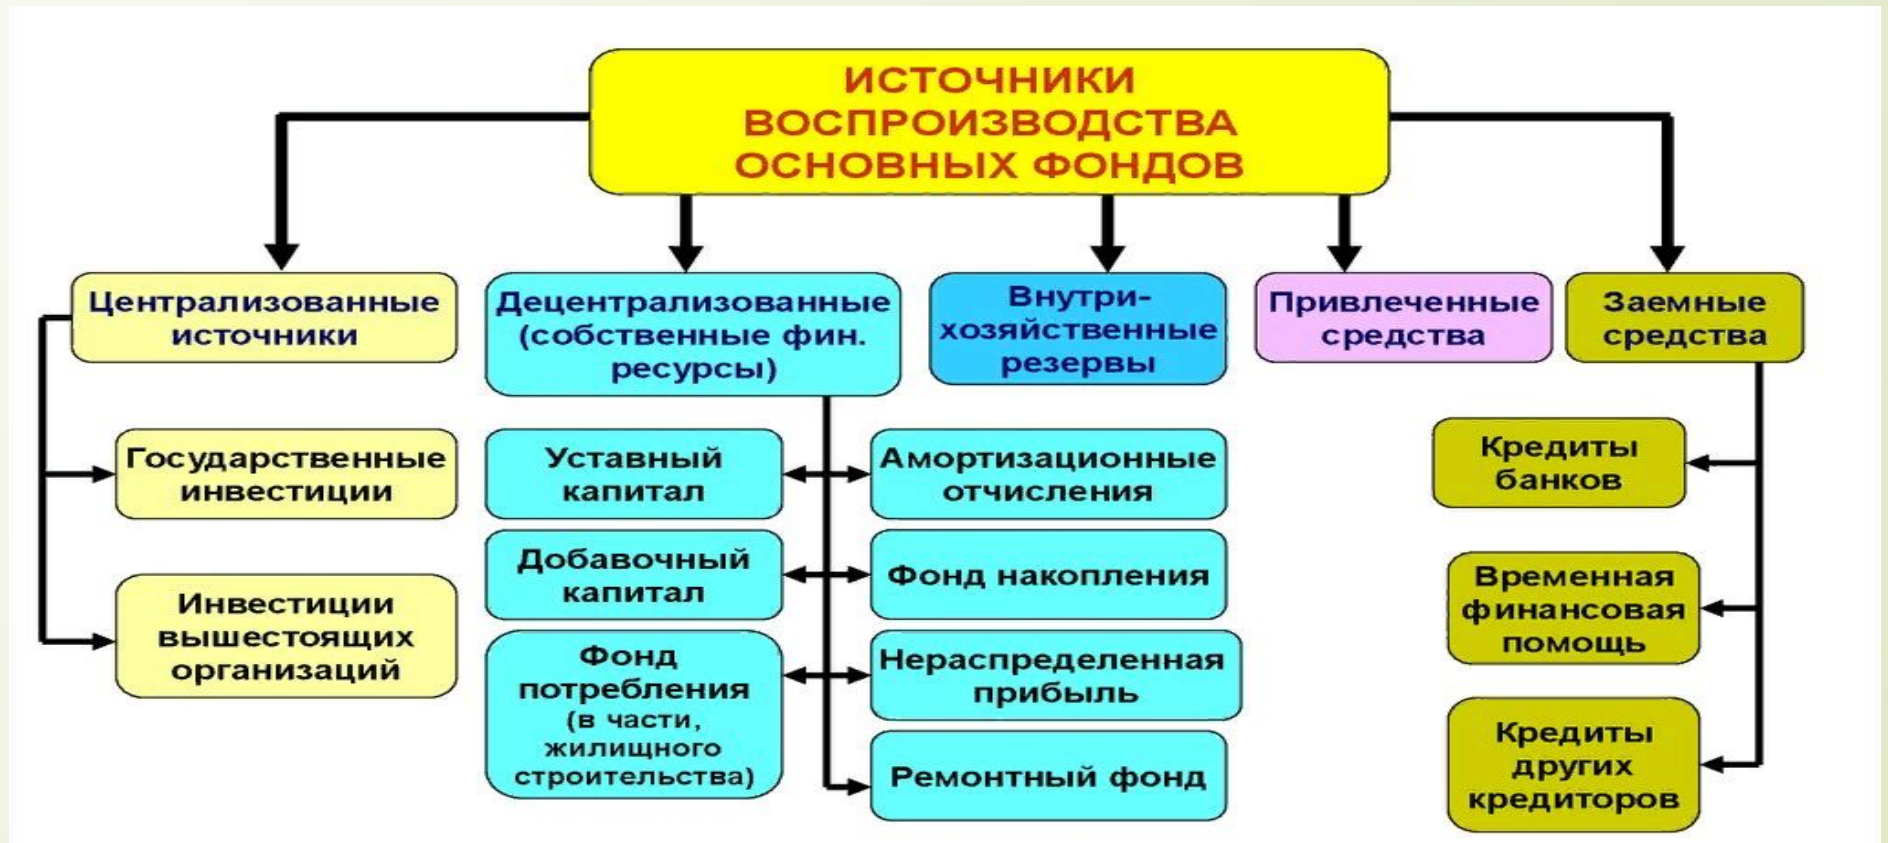 ИСТОЧНИКИ
ВОСПРОИЗВОДСТВА
ОСНОВНЫХ ФОНДОВ
Централизованные
источники
Децентрализованные
(собственные фин.
ресурсы)
Внутри-
хозяйственные
резервы
Привлеченные
средства
Заемные
средства
Государственные
инвестиции
Инвестиции
вышестоящих
организаций
Уставный
капитал
Добавочный
капитал
Фонд
потребления
(в части,
жилищного
строительства)
Амортизационные
отчисления
Фонд накопления
Нераспределенная
прибыль
Ремонтный фонд
Кредиты
банков
Временная
финансовая
помощь
Кредиты
других
кредиторов